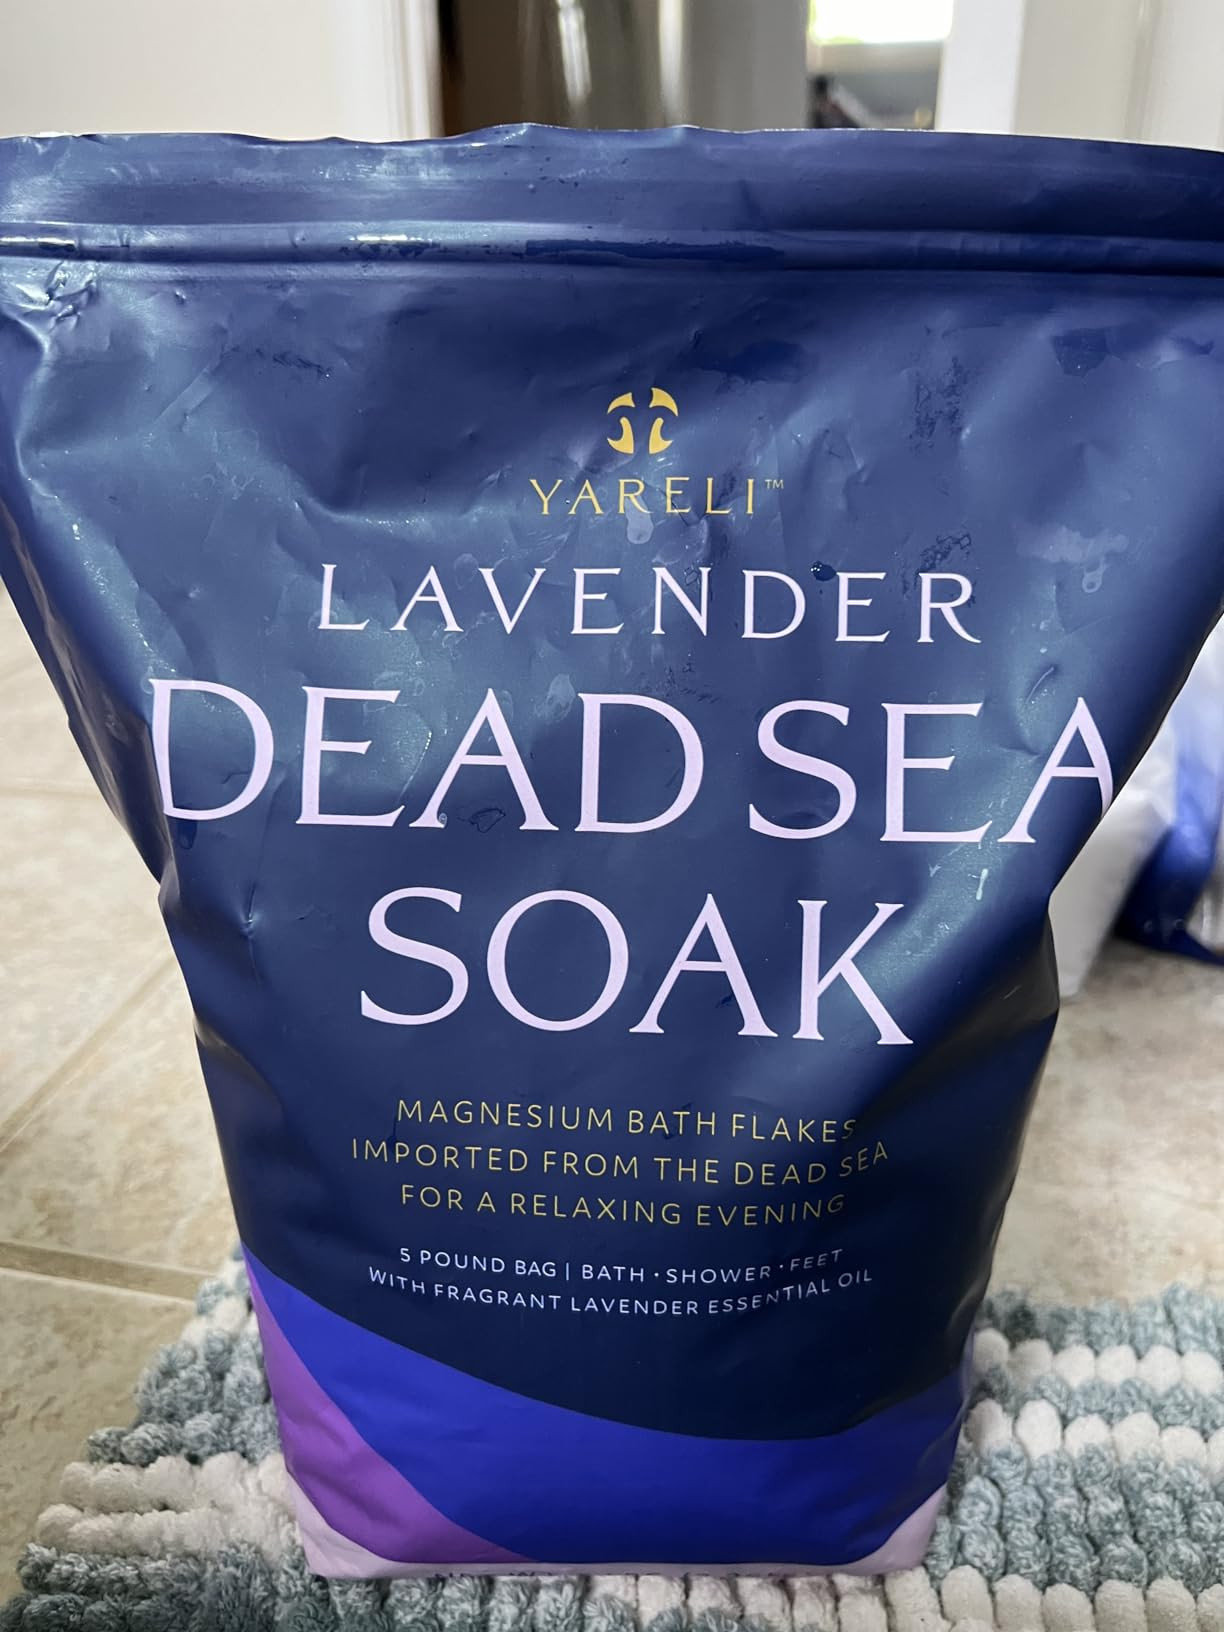 YARELI™
LAVENDER
DEAD SEA
SOAK
MAGNESIUM BATH FLAKES
IMPORTED FROM THE DEAD SEA
FOR A RELAXING EVENING
5 POUND BAG | BATH · SHOWER · FEET
WITH FRAGRANT LAVENDER ESSENTIAL OIL